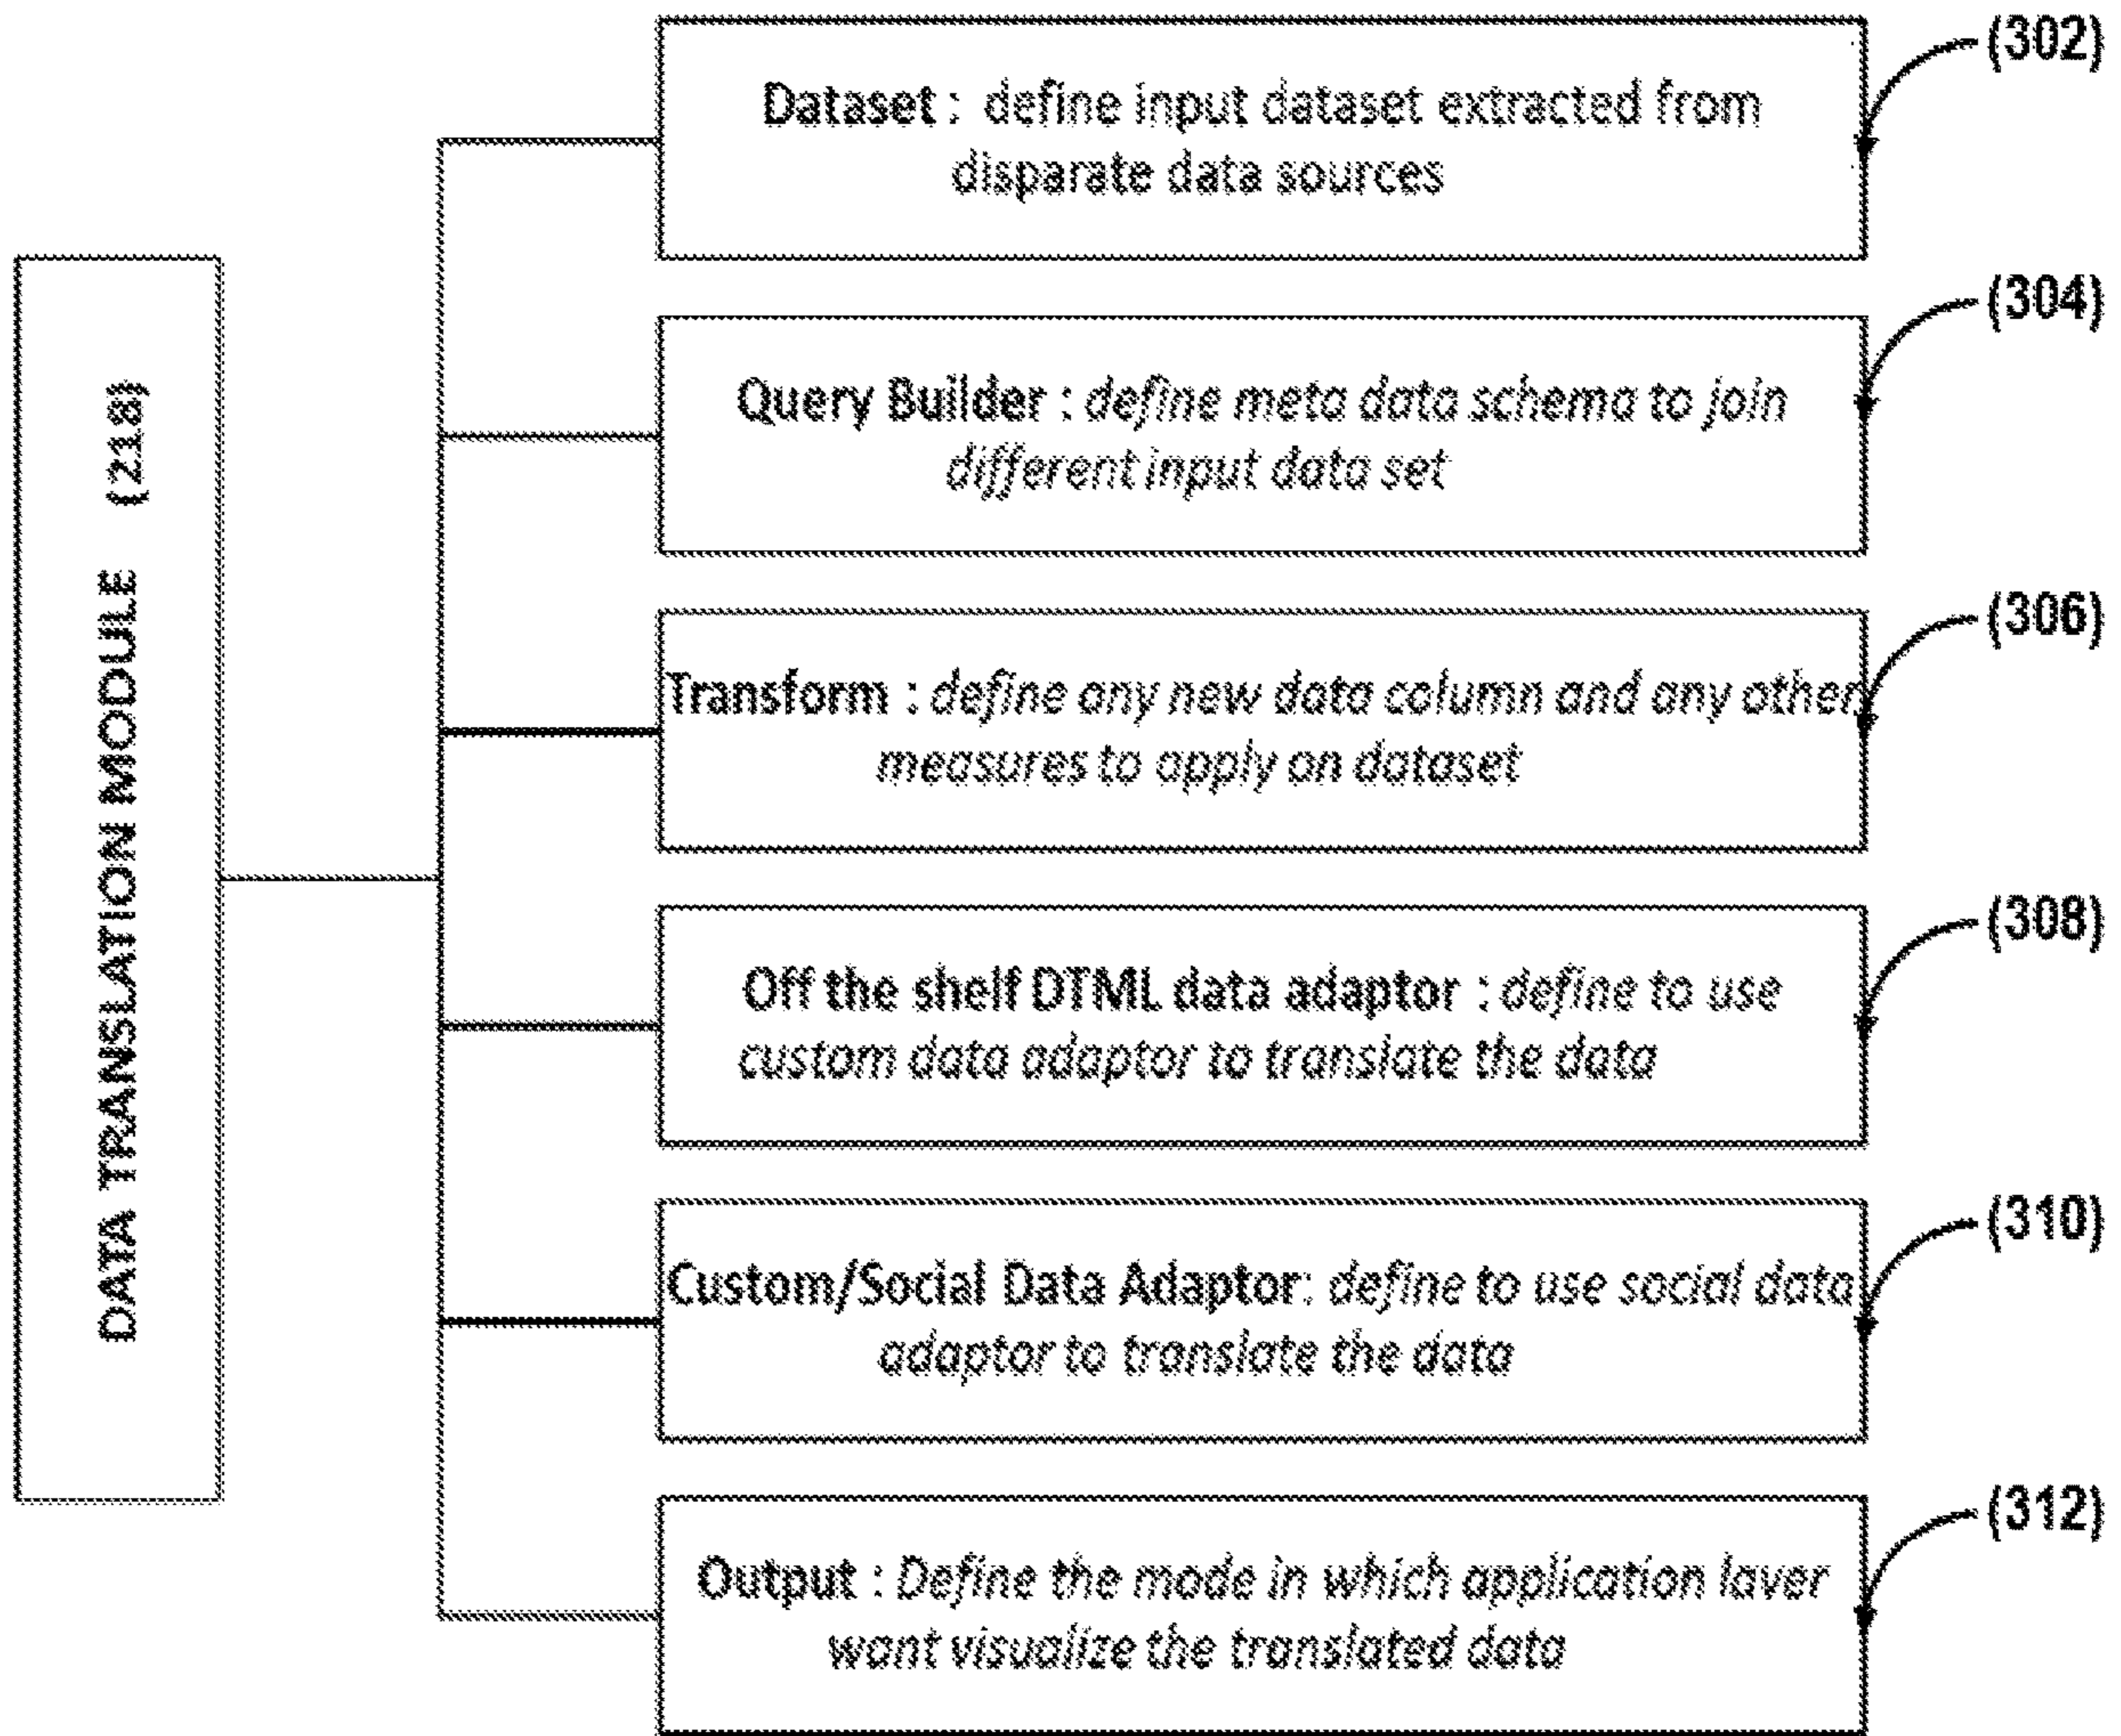 DATA TRANSLATION MODULE (218)
Dataset : define input dataset extracted from
disparate data sources
(302)
Query Builder : define meta data schema to join
different input data set
(304)
Transform : define any new data column and any other
measures to apply on dataset
(306)
Off the shelf DTML data adaptor : define to use
custom data adaptor to translate the data
(308)
Custom/Social Data Adaptor: define to use social data
adaptor to translate the data
(310)
Output : Define the mode in which application laver
want visualize the translated data
(312)